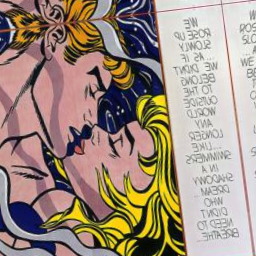 WE
ROSE UP
SLOWLY
...AS IF
WE DIDN'T
BELONG
TO THE
OUTSIDE
WORLD
ANY
LONGER
...LIKE
SWIMMERS
IN A
SHADOWY
DREAM
WHO
DIDN'T
NEED TO
BREATHE...